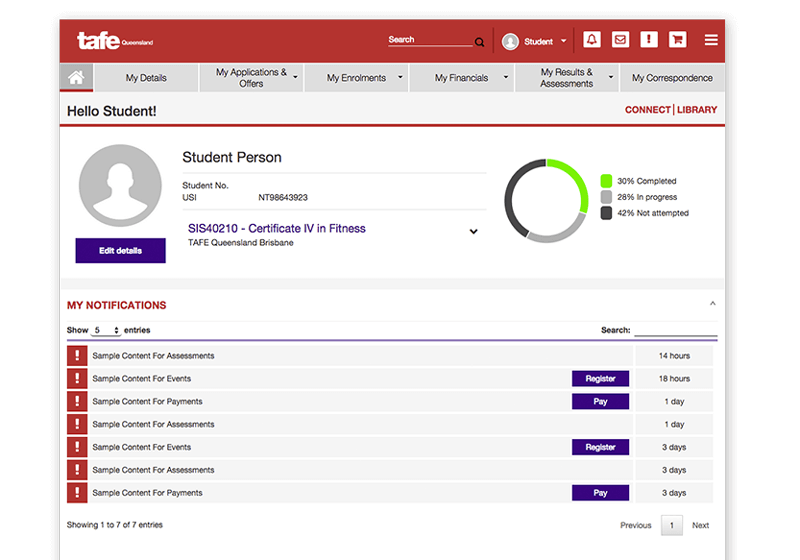 tafe Queensland
Search
Student
My Details
My Applications &
Offers
My Enrolments
My Financials
My Results &
Assessments
My Correspondence
Hello Student!
CONNECT| LIBRARY
Student Person
Student No.
USI NT98643923
SIS40210 - Certificate IV in Fitness
TAFE Queensland Brisbane
Edit details
30% Completed
28% In progress
42% Not attempted
MY NOTIFICATIONS
Show 5 entries
Search:
! Sample Content For Assessments 14 hours
! Sample Content For Events Register 18 hours
! Sample Content For Payments Pay 1 day
! Sample Content For Assessments 1 day
! Sample Content For Events Register 3 days
! Sample Content For Assessments 3 days
! Sample Content For Payments Pay 3 days
Showing 1 to 7 of 7 entries
Previous 1 Next